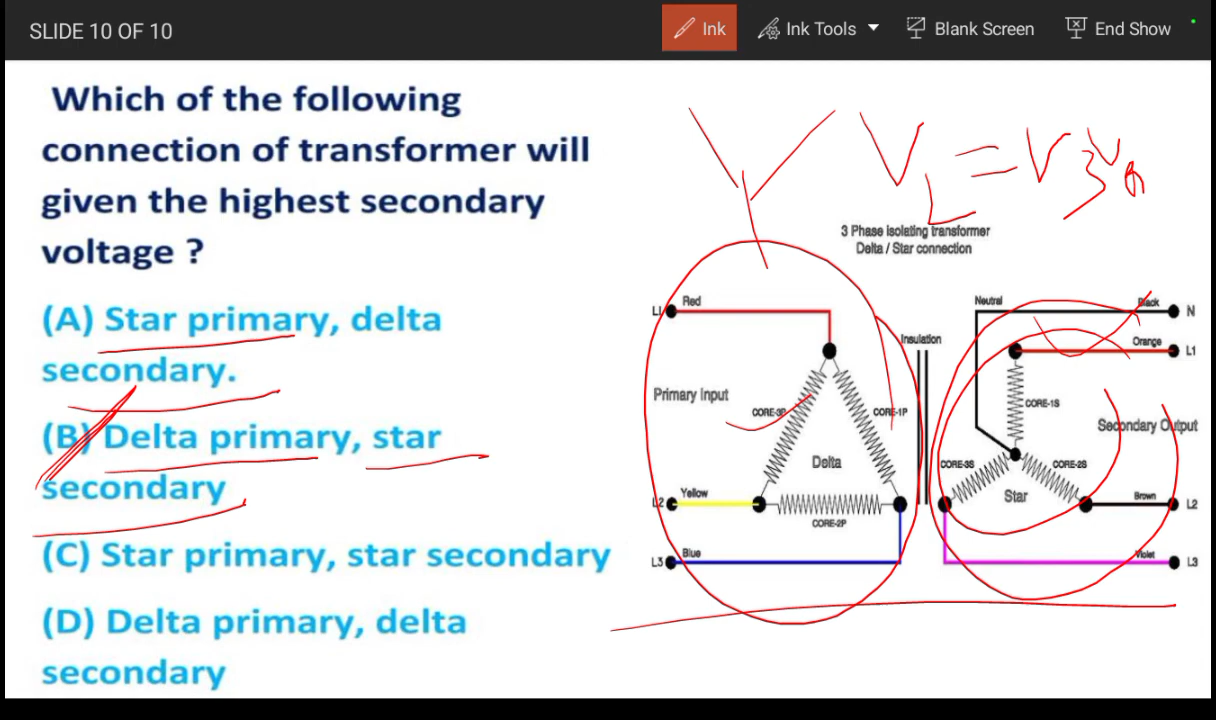 SLIDE 10 OF 10
Ink
Ink Tools
Blank Screen
End Show
Which of the following
connection of transformer will
given the highest secondary
voltage ?
(A) Star primary, delta
secondary.
(B) Delta primary, star
secondary
(C) Star primary, star secondary
(D) Delta primary, delta
secondary
Y V_L = √3 V
3 Phase isolating transformer
Delta / Star connection
L1 Red
Primary Input
CORE-3P
CORE-1P
Delta
L2 Yellow
CORE-2P
L3 Blue
Insulation
Neutral
Black N
Orange L1
CORE-1S
Secondary Output
CORE-3S
CORE-2S
Star
Brown L2
Violet L3